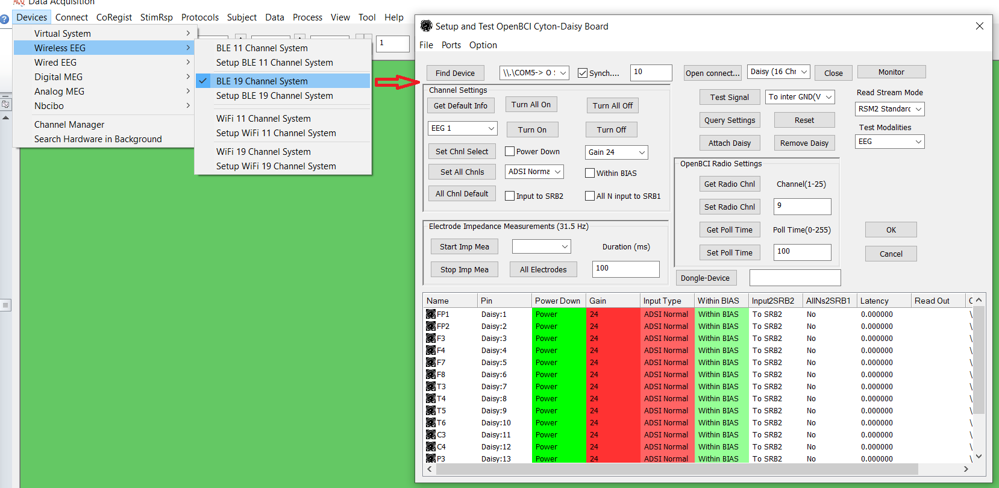 Data Acquisition
Devices Connect CoRegist StimRsp Protocols Subject Data Process View Tool Help
Virtual System
Wireless EEG
Wired EEG
Digital MEG
Analog MEG
Nbcibo
Channel Manager
Search Hardware in Background
1
BLE 11 Channel System
Setup BLE 11 Channel System
BLE 19 Channel System
Setup BLE 19 Channel System
WiFi 11 Channel System
Setup WiFi 11 Channel System
WiFi 19 Channel System
Setup WiFi 19 Channel System
Setup and Test OpenBCI Cyton-Daisy Board
File Ports Option
Find Device \\.\COM5-> O Synch.... 10 Open connect... Daisy (16 Chr Close Monitor
Channel Settings
Get Default Info Turn All On Turn All Off
EEG 1 Turn On Turn Off
Set Chnl Select Power Down Gain 24
Set All Chnls ADSI Norma Within BIAS
All Chnl Default Input to SRB2 All N input to SRB1
Test Signal To inter GND(V
Query Settings Reset
Attach Daisy Remove Daisy
Read Stream Mode
RSM2 Standarc
Test Modalities
EEG
OpenBCI Radio Settings
Get Radio Chnl Channel(1-25)
Set Radio Chnl 9
Get Poll Time Poll Time(0-255)
Set Poll Time 100
OK
Cancel
Electrode Impedance Measurements (31.5 Hz)
Start Imp Mea Duration (ms)
Stop Imp Mea All Electrodes 100
Dongle-Device
Name Pin Power Down Gain Input Type Within BIAS Input2SRB2 AllNs2SRB1 Latency Read Out
FP1 Daisy:1 Power 24 ADSI Normal Within BIAS To SRB2 No 0.000000
FP2 Daisy:2 Power 24 ADSI Normal Within BIAS To SRB2 No 0.000000
F3 Daisy:3 Power 24 ADSI Normal Within BIAS To SRB2 No 0.000000
F4 Daisy:4 Power 24 ADSI Normal Within BIAS To SRB2 No 0.000000
F7 Daisy:5 Power 24 ADSI Normal Within BIAS To SRB2 No 0.000000
F8 Daisy:6 Power 24 ADSI Normal Within BIAS To SRB2 No 0.000000
T3 Daisy:7 Power 24 ADSI Normal Within BIAS To SRB2 No 0.000000
T4 Daisy:8 Power 24 ADSI Normal Within BIAS To SRB2 No 0.000000
T5 Daisy:9 Power 24 ADSI Normal Within BIAS To SRB2 No 0.000000
T6 Daisy:10 Power 24 ADSI Normal Within BIAS To SRB2 No 0.000000
C3 Daisy:11 Power 24 ADSI Normal Within BIAS To SRB2 No 0.000000
C4 Daisy:12 Power 24 ADSI Normal Within BIAS To SRB2 No 0.000000
P3 Daisy:13 Power 24 ADSI Normal Within BIAS To SRB2 No 0.000000